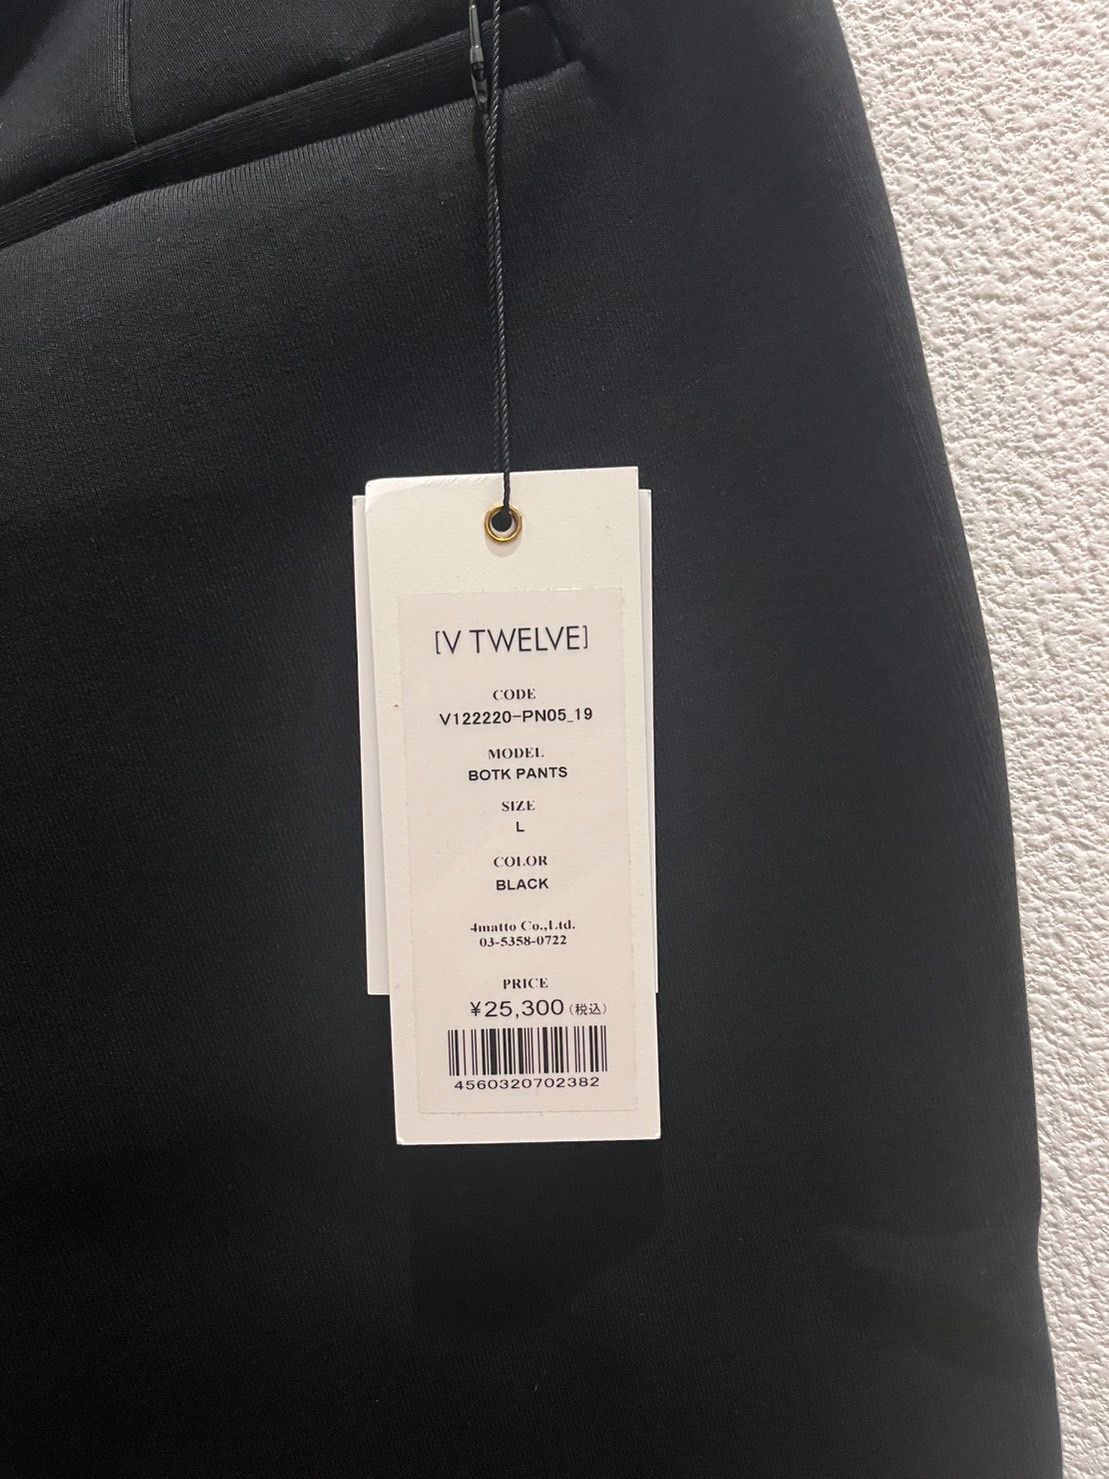 [V TWELVE]
CODE
V122220-PN05_19
MODEL
BOTK PANTS
SIZE
L
COLOR
BLACK
4matto Co.,Ltd.
03-5358-0722
PRICE
¥25,300(税込)
4560320702382